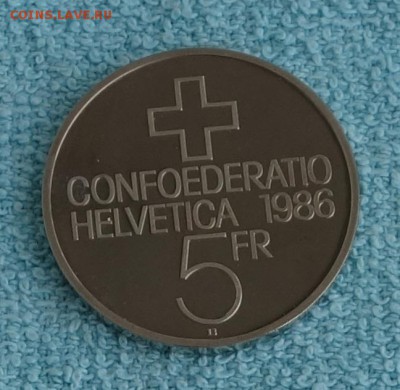 COINS.LAVE.RU
CONFOEDERATIO
HELVETICA 1986
5 FR
B